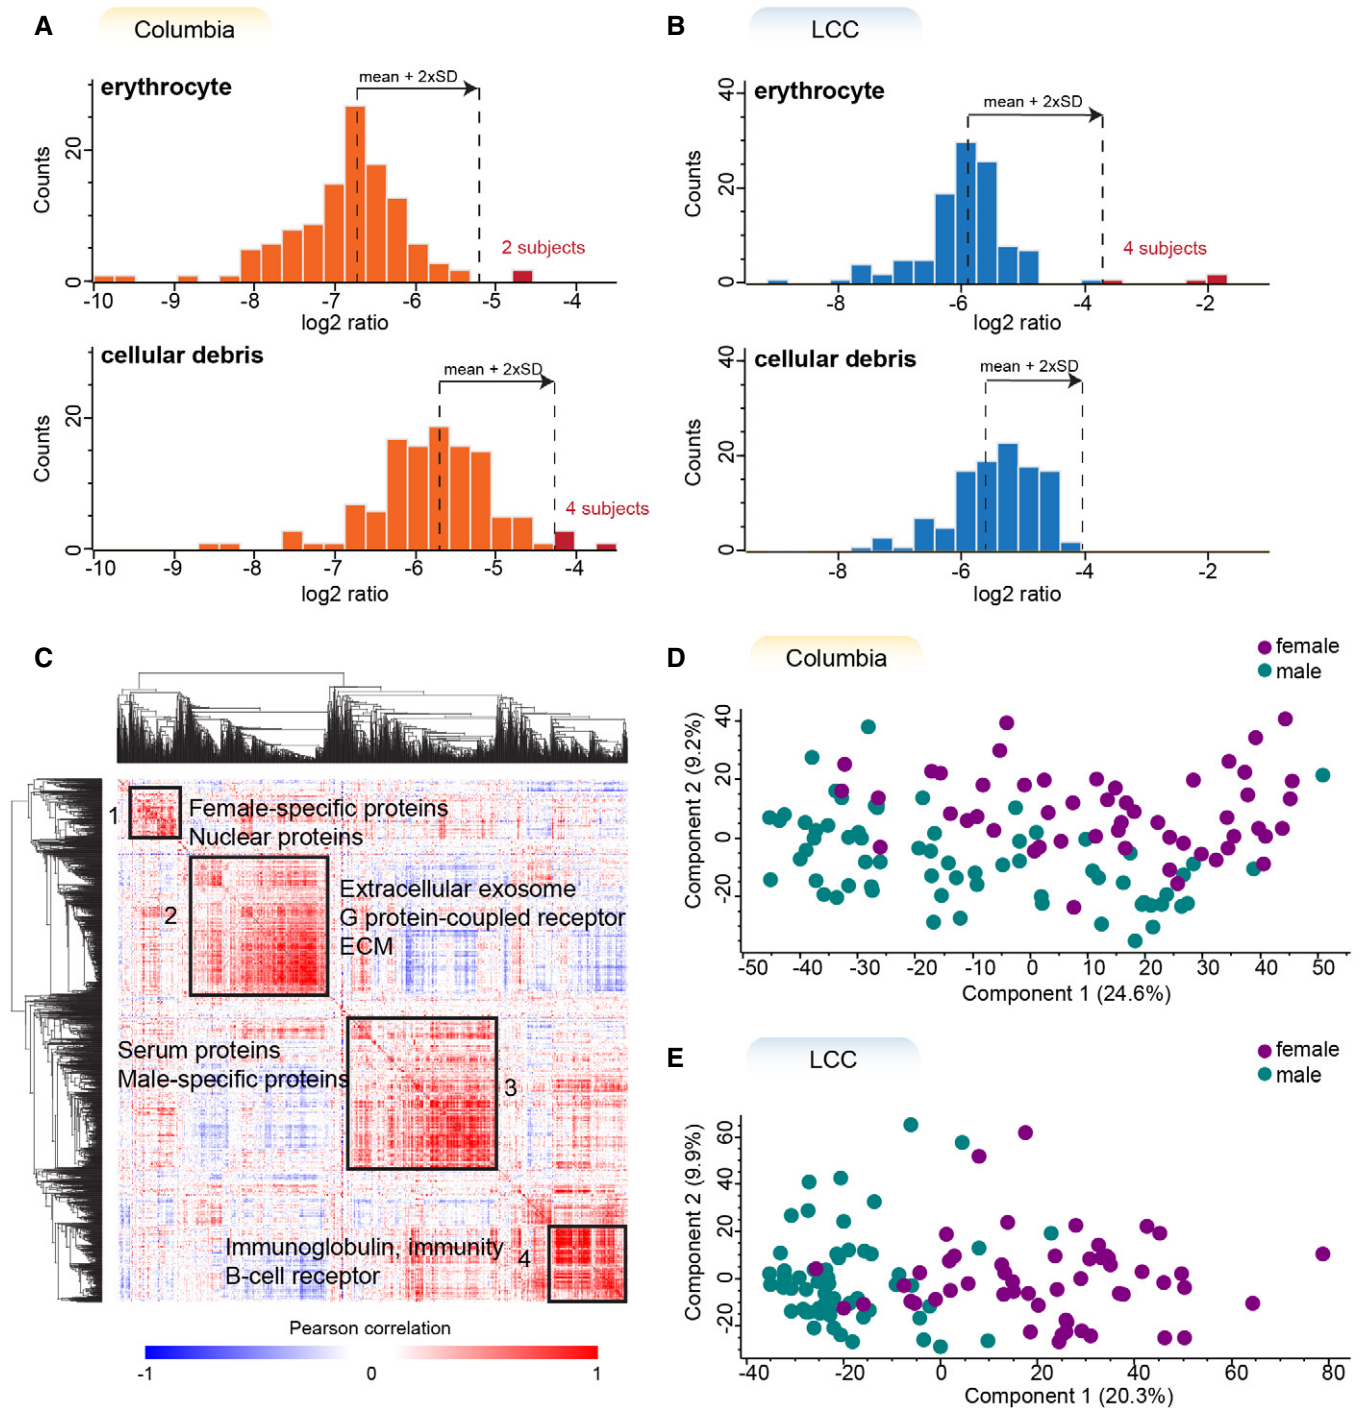 A
Columbia
erythrocyte
mean + 2xSD
Counts
20
0
2 subjects
-10
-9
-8
-7
-6
-5
-4
log2 ratio
cellular debris
mean + 2xSD
Counts
20
0
4 subjects
-10
-9
-8
-7
-6
-5
-4
log2 ratio
B
LCC
erythrocyte
mean + 2xSD
Counts
40
20
0
4 subjects
-8
-6
-4
-2
log2 ratio
cellular debris
mean + 2xSD
Counts
40
20
0
-8
-6
-4
-2
log2 ratio
C
1
Female-specific proteins
Nuclear proteins
2
Extracellular exosome
G protein-coupled receptor
ECM
Serum proteins
Male-specific proteins
3
Immunoglobulin, immunity
B-cell receptor
4
Pearson correlation
-1
0
1
D
Columbia
female
male
Component 2 (9.2%)
40
20
0
-20
-50
-40
-30
-20
-10
0
10
20
30
40
50
Component 1 (24.6%)
E
LCC
female
male
Component 2 (9.9%)
60
40
20
0
-20
-40
-20
0
20
40
60
80
Component 1 (20.3%)